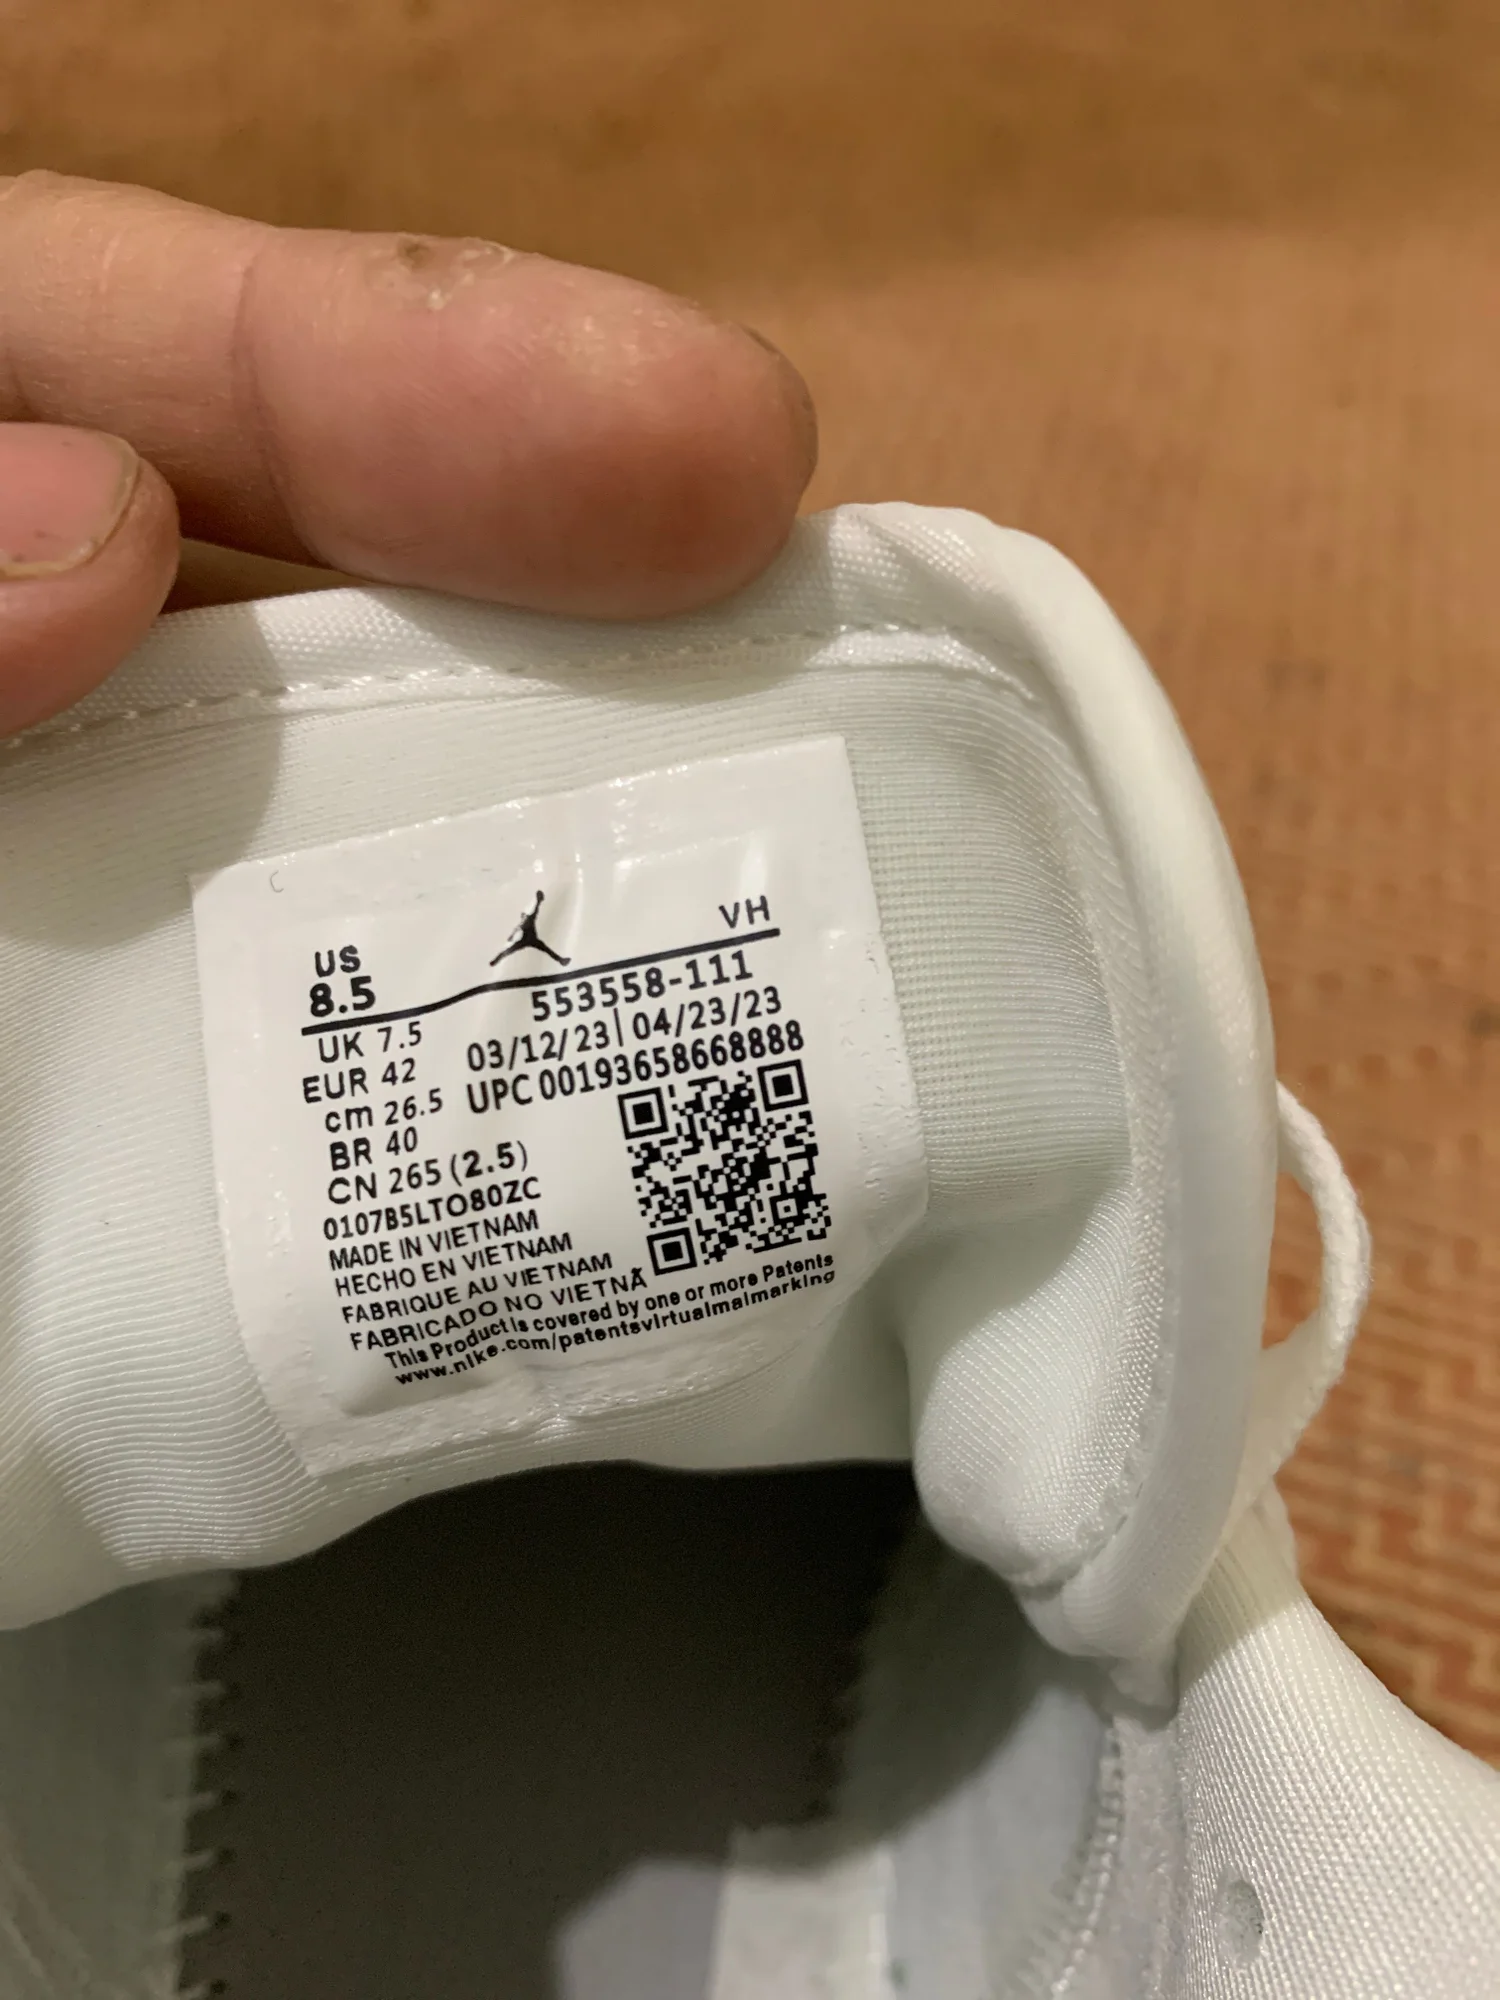 US
8.5
VH
553558-111
UK 7.5
03/12/23|04/23/23
EUR 42
UPC 00193658668888
cm 26.5
BR 40
CN 265 (2.5)
0107B5LTO80ZC
MADE IN VIETNAM
HECHO EN VIETNAM
FABRIQUE AU VIETNAM
FABRICADO NO VIETNÃ
This Product is covered by one or more Patents
www.nike.com/patentsvirtualmalmarking